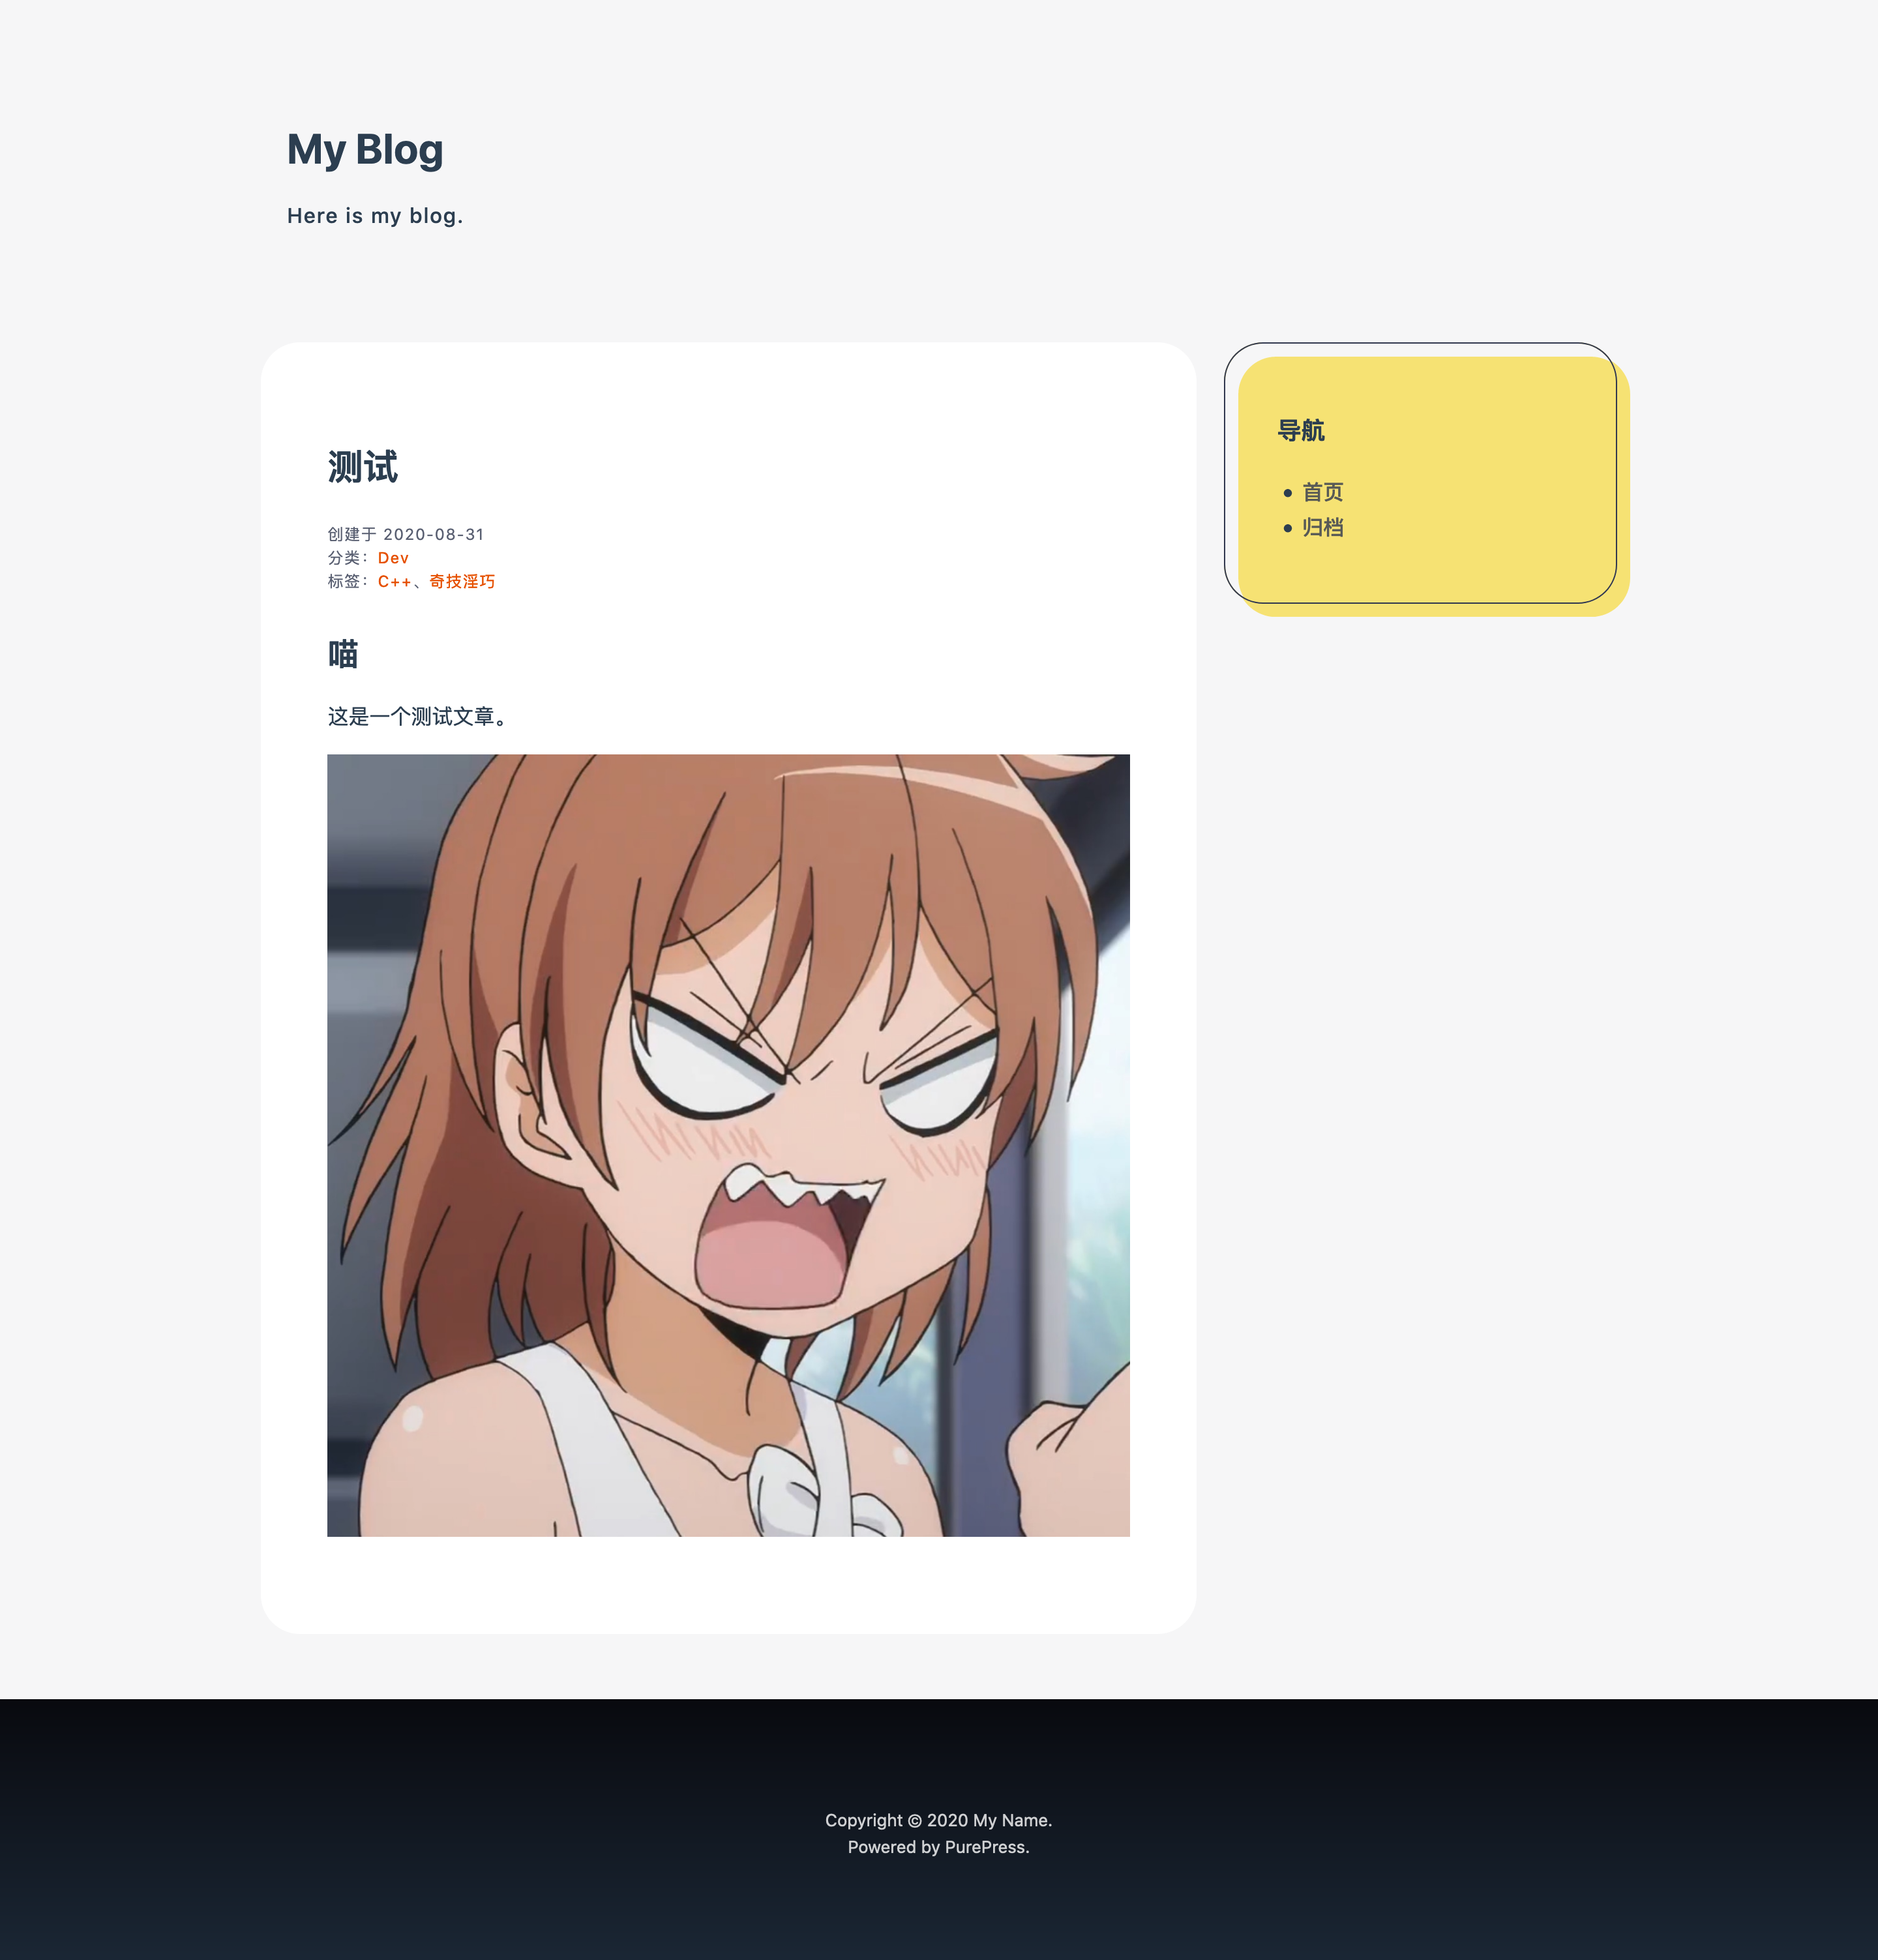 My Blog
Here is my blog.
测试
创建于 2020-08-31
分类：Dev
标签：C++、奇技淫巧
喵
这是一个测试文章。
导航
首页
归档
Copyright © 2020 My Name.
Powered by PurePress.